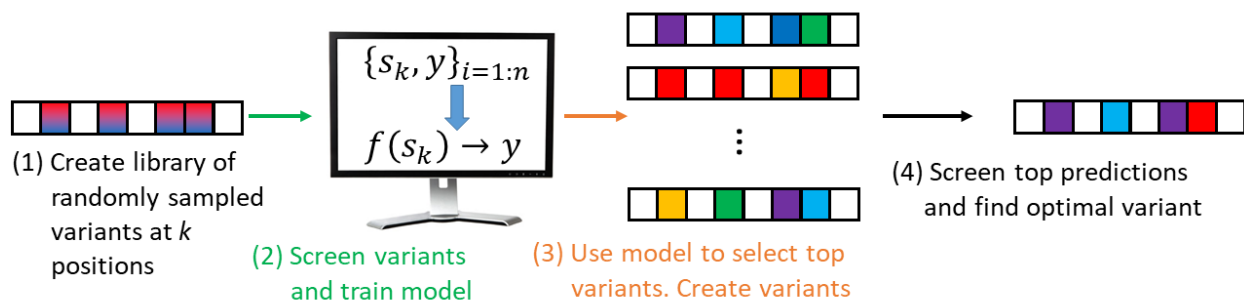 (1) Create library of
randomly sampled
variants at k
positions
{s_k, y}_{i=1:n}
f(s_k) → y
(2) Screen variants
and train model
(3) Use model to select top
variants. Create variants
⋮
(4) Screen top predictions
and find optimal variant